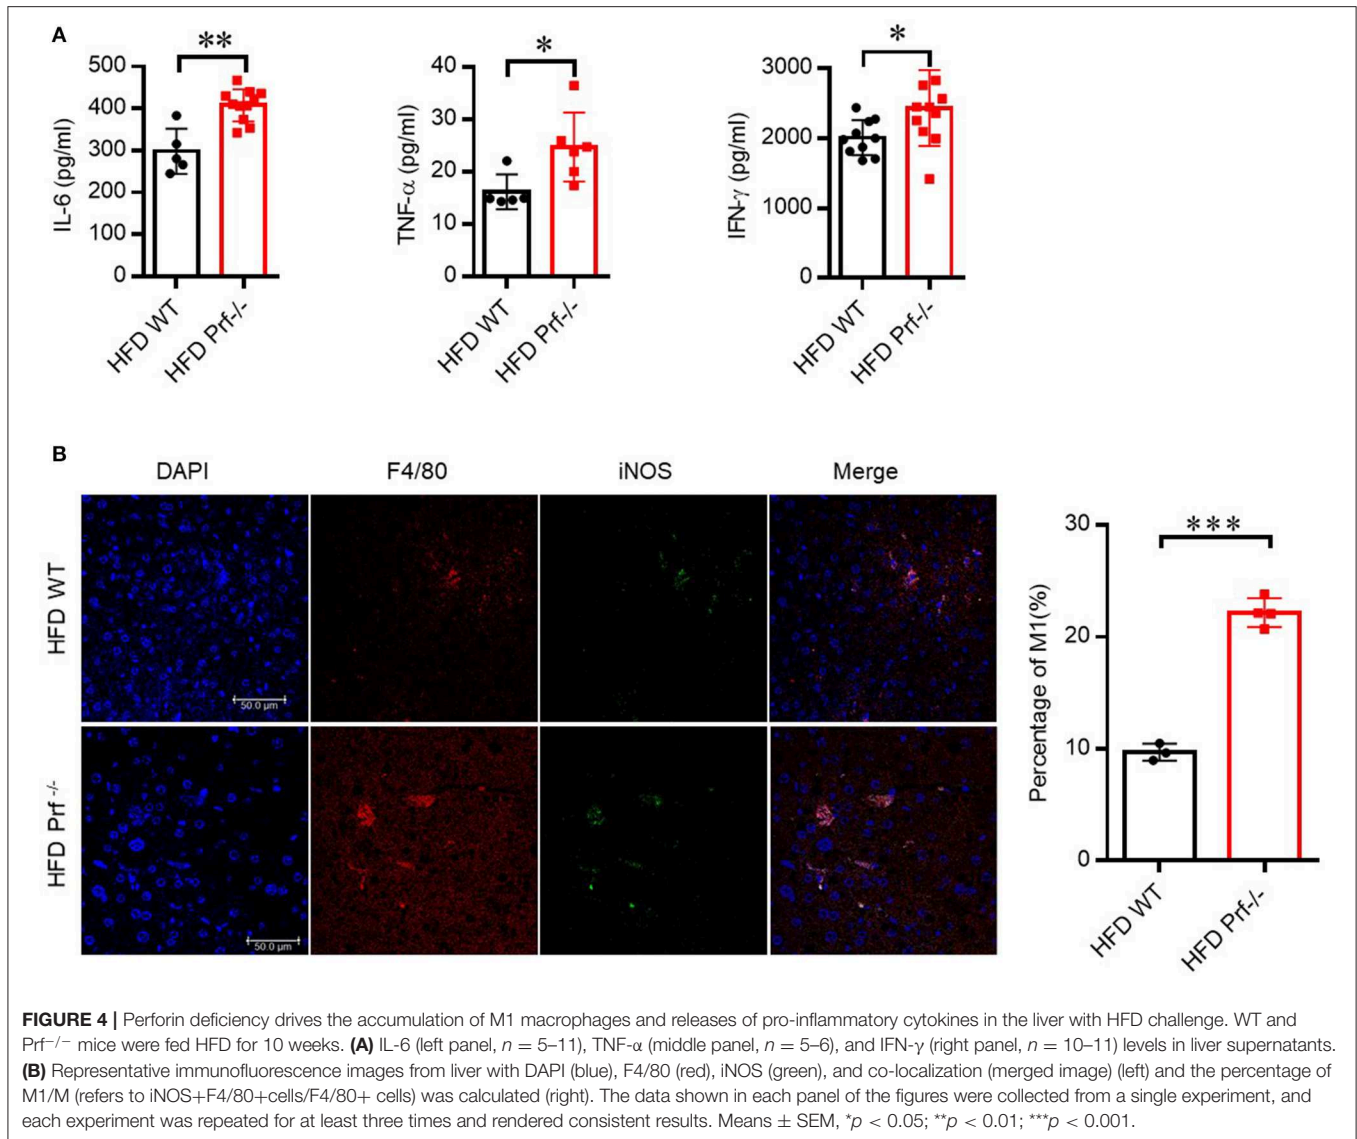 A
**
*
*
500
400
300
200
100
0
IL-6 (pg/ml)
HFD WT
HFD Prf-/-
40
30
20
10
0
TNF-α (pg/ml)
HFD WT
HFD Prf-/-
3000
2000
1000
0
IFN-γ (pg/ml)
HFD WT
HFD Prf-/-
B
DAPI
F4/80
iNOS
Merge
HFD WT
50.0 µm
HFD Prf -/-
50.0 µm
***
30
20
10
0
Percentage of M1(%)
HFD WT
HFD Prf-/-
FIGURE 4 | Perforin deficiency drives the accumulation of M1 macrophages and releases of pro-inflammatory cytokines in the liver with HFD challenge. WT and
Prf−/− mice were fed HFD for 10 weeks. (A) IL-6 (left panel, n = 5–11), TNF-α (middle panel, n = 5–6), and IFN-γ (right panel, n = 10–11) levels in liver supernatants.
(B) Representative immunofluorescence images from liver with DAPI (blue), F4/80 (red), iNOS (green), and co-localization (merged image) (left) and the percentage of
M1/M (refers to iNOS+F4/80+cells/F4/80+ cells) was calculated (right). The data shown in each panel of the figures were collected from a single experiment, and
each experiment was repeated for at least three times and rendered consistent results. Means ± SEM, *p < 0.05; **p < 0.01; ***p < 0.001.